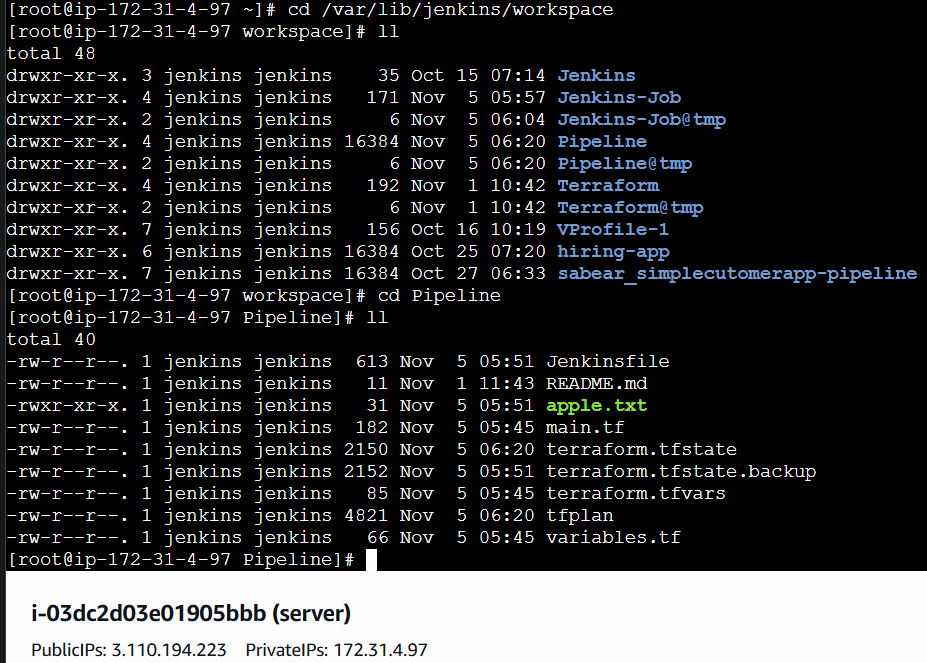 [root@ip-172-31-4-97 ~]# cd /var/lib/jenkins/workspace
[root@ip-172-31-4-97 workspace]# ll
total 48
drwxr-xr-x. 3 jenkins jenkins    35 Oct 15 07:14 Jenkins
drwxr-xr-x. 4 jenkins jenkins   171 Nov  5 05:57 Jenkins-Job
drwxr-xr-x. 2 jenkins jenkins     6 Nov  5 06:04 Jenkins-Job@tmp
drwxr-xr-x. 4 jenkins jenkins 16384 Nov  5 06:20 Pipeline
drwxr-xr-x. 2 jenkins jenkins     6 Nov  5 06:20 Pipeline@tmp
drwxr-xr-x. 4 jenkins jenkins   192 Nov  1 10:42 Terraform
drwxr-xr-x. 2 jenkins jenkins     6 Nov  1 10:42 Terraform@tmp
drwxr-xr-x. 7 jenkins jenkins   156 Oct 16 10:19 VProfile-1
drwxr-xr-x. 6 jenkins jenkins 16384 Oct 25 07:20 hiring-app
drwxr-xr-x. 7 jenkins jenkins 16384 Oct 27 06:33 sabear_simplecutomerapp-pipeline
[root@ip-172-31-4-97 workspace]# cd Pipeline
[root@ip-172-31-4-97 Pipeline]# ll
total 40
-rw-r--r--. 1 jenkins jenkins  613 Nov  5 05:51 Jenkinsfile
-rw-r--r--. 1 jenkins jenkins   11 Nov  1 11:43 README.md
-rwxr-xr-x. 1 jenkins jenkins   31 Nov  5 05:51 apple.txt
-rw-r--r--. 1 jenkins jenkins  182 Nov  5 05:45 main.tf
-rw-r--r--. 1 jenkins jenkins 2150 Nov  5 06:20 terraform.tfstate
-rw-r--r--. 1 jenkins jenkins 2152 Nov  5 05:51 terraform.tfstate.backup
-rw-r--r--. 1 jenkins jenkins   85 Nov  5 05:45 terraform.tfvars
-rw-r--r--. 1 jenkins jenkins 4821 Nov  5 06:20 tfplan
-rw-r--r--. 1 jenkins jenkins   66 Nov  5 05:45 variables.tf
[root@ip-172-31-4-97 Pipeline]#
i-03dc2d03e01905bbb (server)
PublicIPs: 3.110.194.223    PrivateIPs: 172.31.4.97